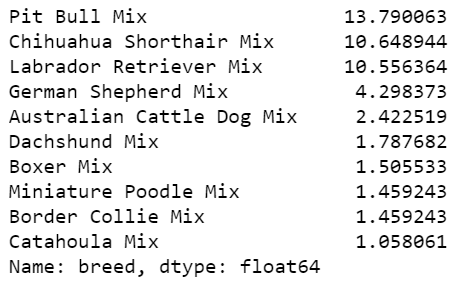 Pit Bull Mix 13.790063
Chihuahua Shorthair Mix 10.648944
Labrador Retriever Mix 10.556364
German Shepherd Mix 4.298373
Australian Cattle Dog Mix 2.422519
Dachshund Mix 1.787682
Boxer Mix 1.505533
Miniature Poodle Mix 1.459243
Border Collie Mix 1.459243
Catahoula Mix 1.058061
Name: breed, dtype: float64